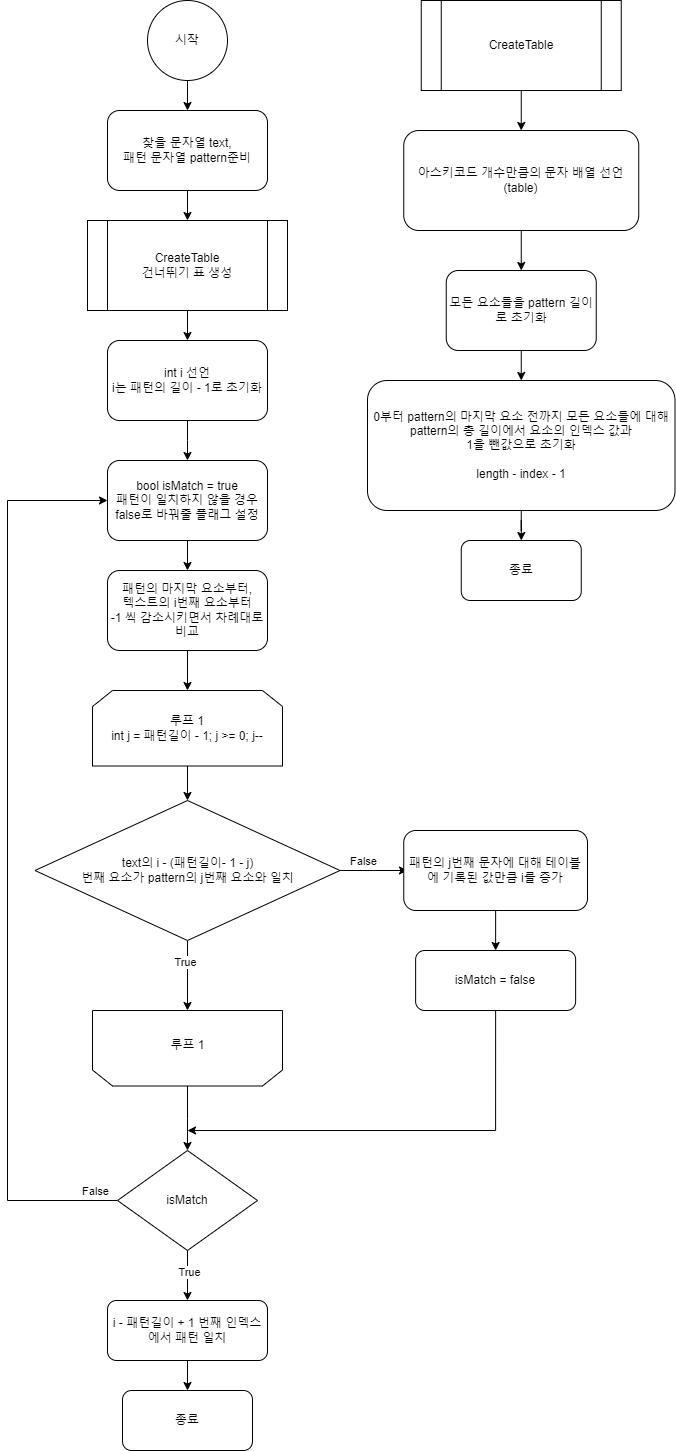 시작
찾을 문자열 text,
패턴 문자열 pattern준비
CreateTable
건너뛰기 표 생성
int i 선언
i는 패턴의 길이 - 1로 초기화
bool isMatch = true
패턴이 일치하지 않을 경우
false로 바꿔줄 플래그 설정
패턴의 마지막 요소부터,
텍스트의 i번째 요소부터
-1 씩 감소시키면서 차례대로
비교
루프 1
int j = 패턴길이 - 1; j >= 0; j--
text의 i - (패턴길이- 1 - j)
번째 요소가 pattern의 j번째 요소와 일치
False
패턴의 j번째 문자에 대해 테이블
에 기록된 값만큼 i를 증가
isMatch = false
True
루프 1
isMatch
False
True
i - 패턴길이 + 1 번째 인덱스
에서 패턴 일치
종료
CreateTable
아스키코드 개수만큼의 문자 배열 선언
(table)
모든 요소들을 pattern 길이
로 초기화
0부터 pattern의 마지막 요소 전까지 모든 요소들에 대해
pattern의 총 길이에서 요소의 인덱스 값과
1을 뺀값으로 초기화
length - index - 1
종료